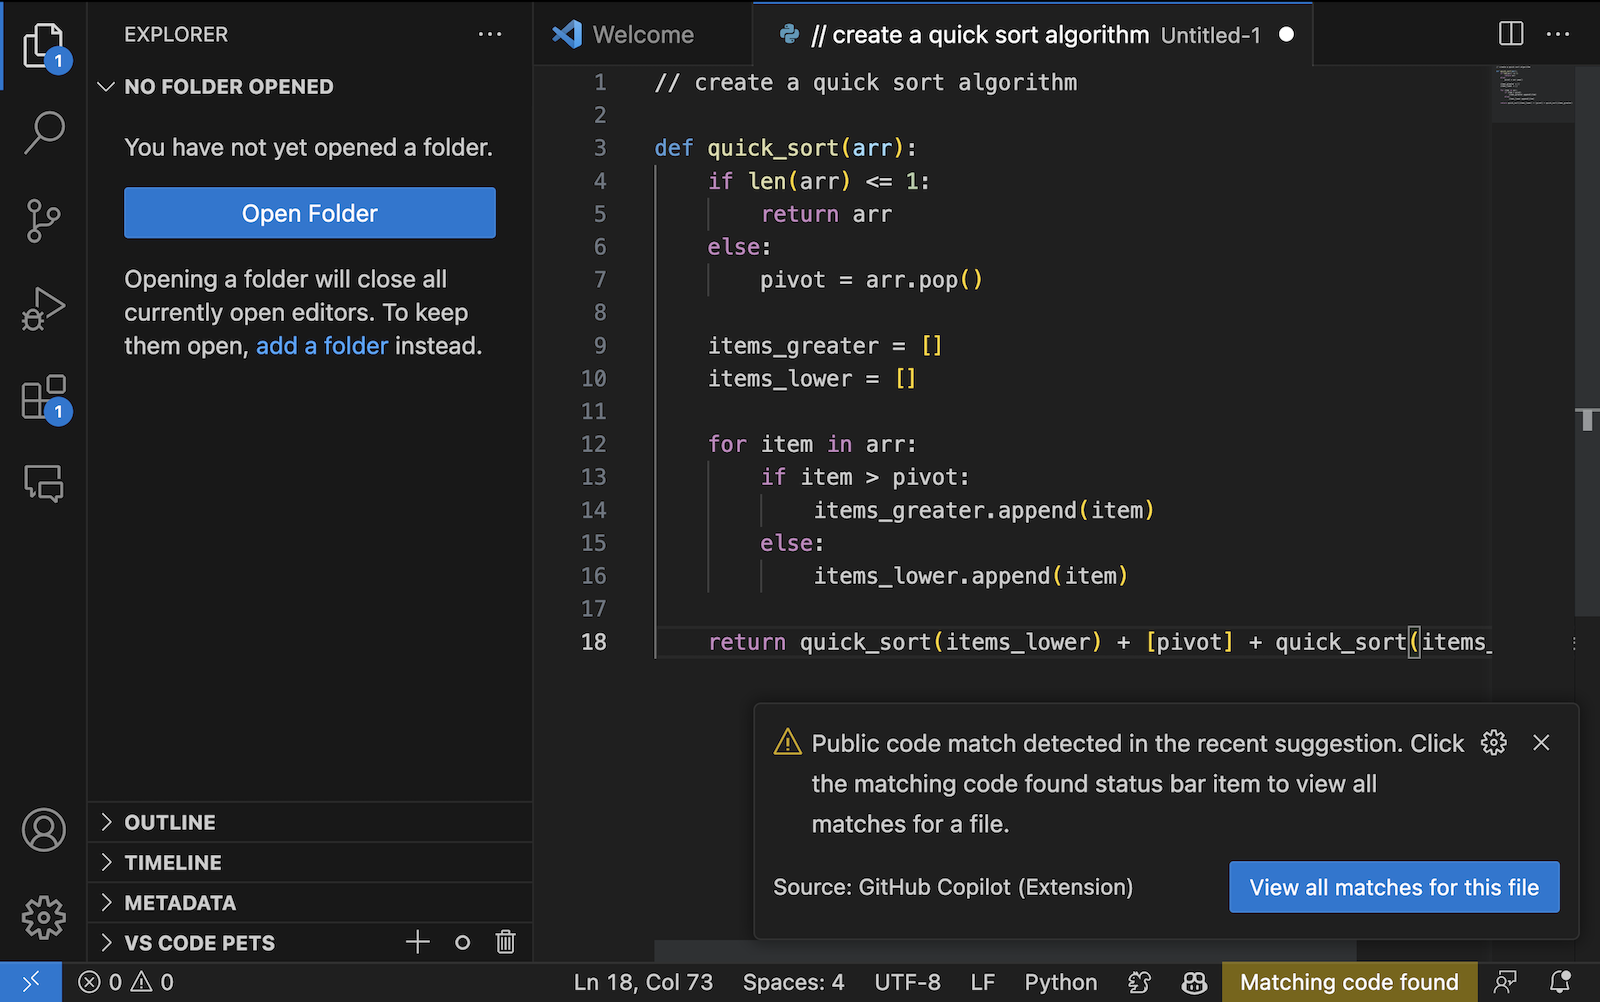 EXPLORER
NO FOLDER OPENED
You have not yet opened a folder.
Open Folder
Opening a folder will close all
currently open editors. To keep
them open, add a folder instead.
OUTLINE
TIMELINE
METADATA
VS CODE PETS
1
1
Welcome
// create a quick sort algorithm Untitled-1
1 // create a quick sort algorithm
2
3 def quick_sort(arr):
4 if len(arr) <= 1:
5 return arr
6 else:
7 pivot = arr.pop()
8
9 items_greater = []
10 items_lower = []
11
12 for item in arr:
13 if item > pivot:
14 items_greater.append(item)
15 else:
16 items_lower.append(item)
17
18 return quick_sort(items_lower) + [pivot] + quick_sort(items_
Public code match detected in the recent suggestion. Click
the matching code found status bar item to view all
matches for a file.
Source: GitHub Copilot (Extension)
View all matches for this file
0 0
Ln 18, Col 73 Spaces: 4 UTF-8 LF Python Matching code found